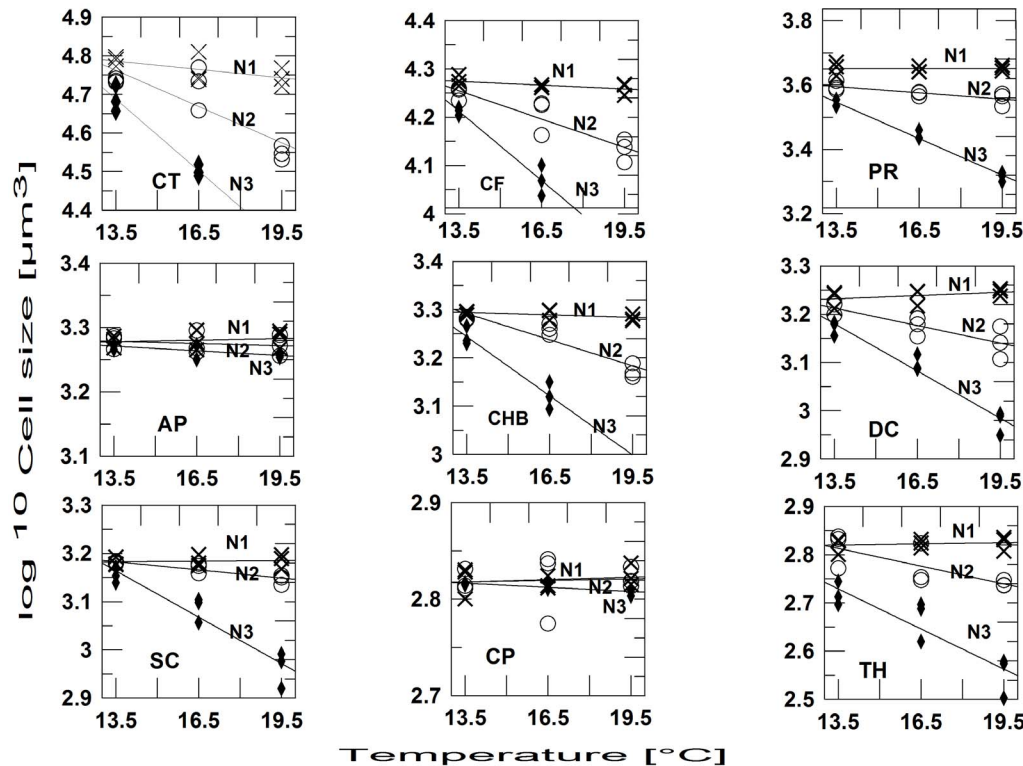 log 10 Cell size [µm3]
4.9
4.8
4.7
4.6
4.5
4.4
N1
N2
N3
CT
13.5 16.5 19.5
4.4
4.3
4.2
4.1
4
N1
N2
N3
CF
13.5 16.5 19.5
3.8
3.6
3.4
3.2
N1
N2
N3
PR
13.5 16.5 19.5
3.4
3.3
3.2
3.1
N1
N2
N3
AP
13.5 16.5 19.5
3.4
3.3
3.2
3.1
3
N1
N2
N3
CHB
13.5 16.5 19.5
3.3
3.2
3.1
3
2.9
N1
N2
N3
DC
13.5 16.5 19.5
3.3
3.2
3.1
3
2.9
N1
N2
N3
SC
13.5 16.5 19.5
2.9
2.8
2.7
N1
N2
N3
CP
13.5 16.5 19.5
2.9
2.8
2.7
2.6
2.5
N1
N2
N3
TH
13.5 16.5 19.5
Temperature [°C]